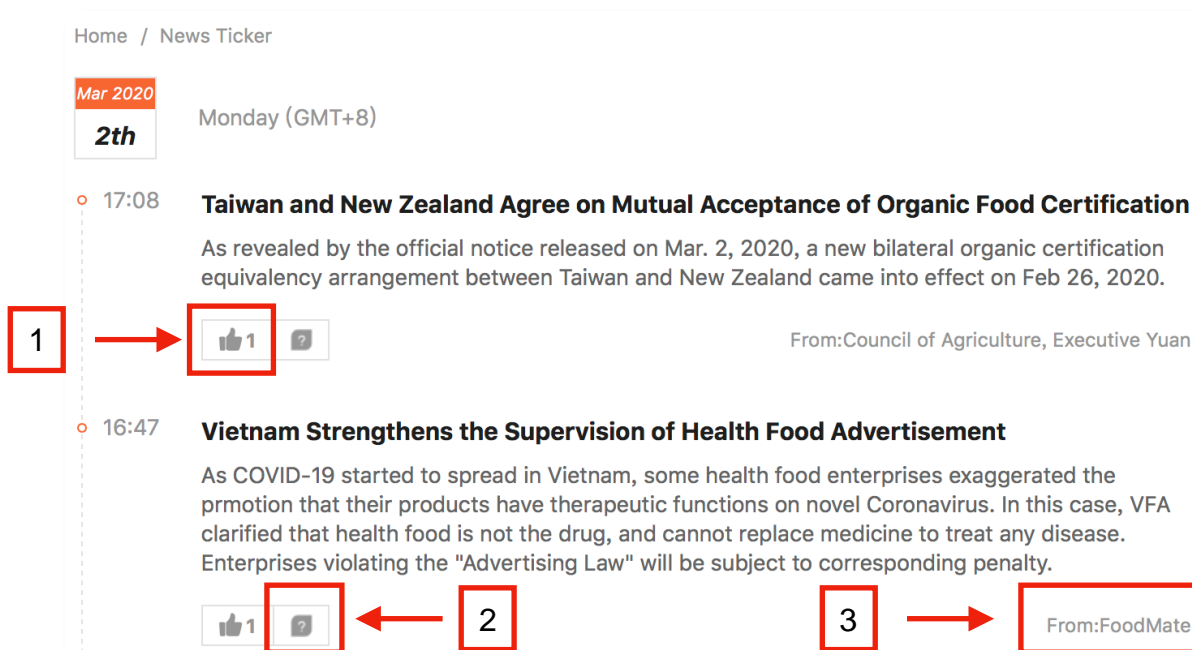 Home / News Ticker
Mar 2020
2th
Monday (GMT+8)
17:08
Taiwan and New Zealand Agree on Mutual Acceptance of Organic Food Certification
As revealed by the official notice released on Mar. 2, 2020, a new bilateral organic certification
equivalency arrangement between Taiwan and New Zealand came into effect on Feb 26, 2020.
1
1
?
From:Council of Agriculture, Executive Yuan
16:47
Vietnam Strengthens the Supervision of Health Food Advertisement
As COVID-19 started to spread in Vietnam, some health food enterprises exaggerated the
prmotion that their products have therapeutic functions on novel Coronavirus. In this case, VFA
clarified that health food is not the drug, and cannot replace medicine to treat any disease.
Enterprises violating the "Advertising Law" will be subject to corresponding penalty.
1
?
2
3
From:FoodMate